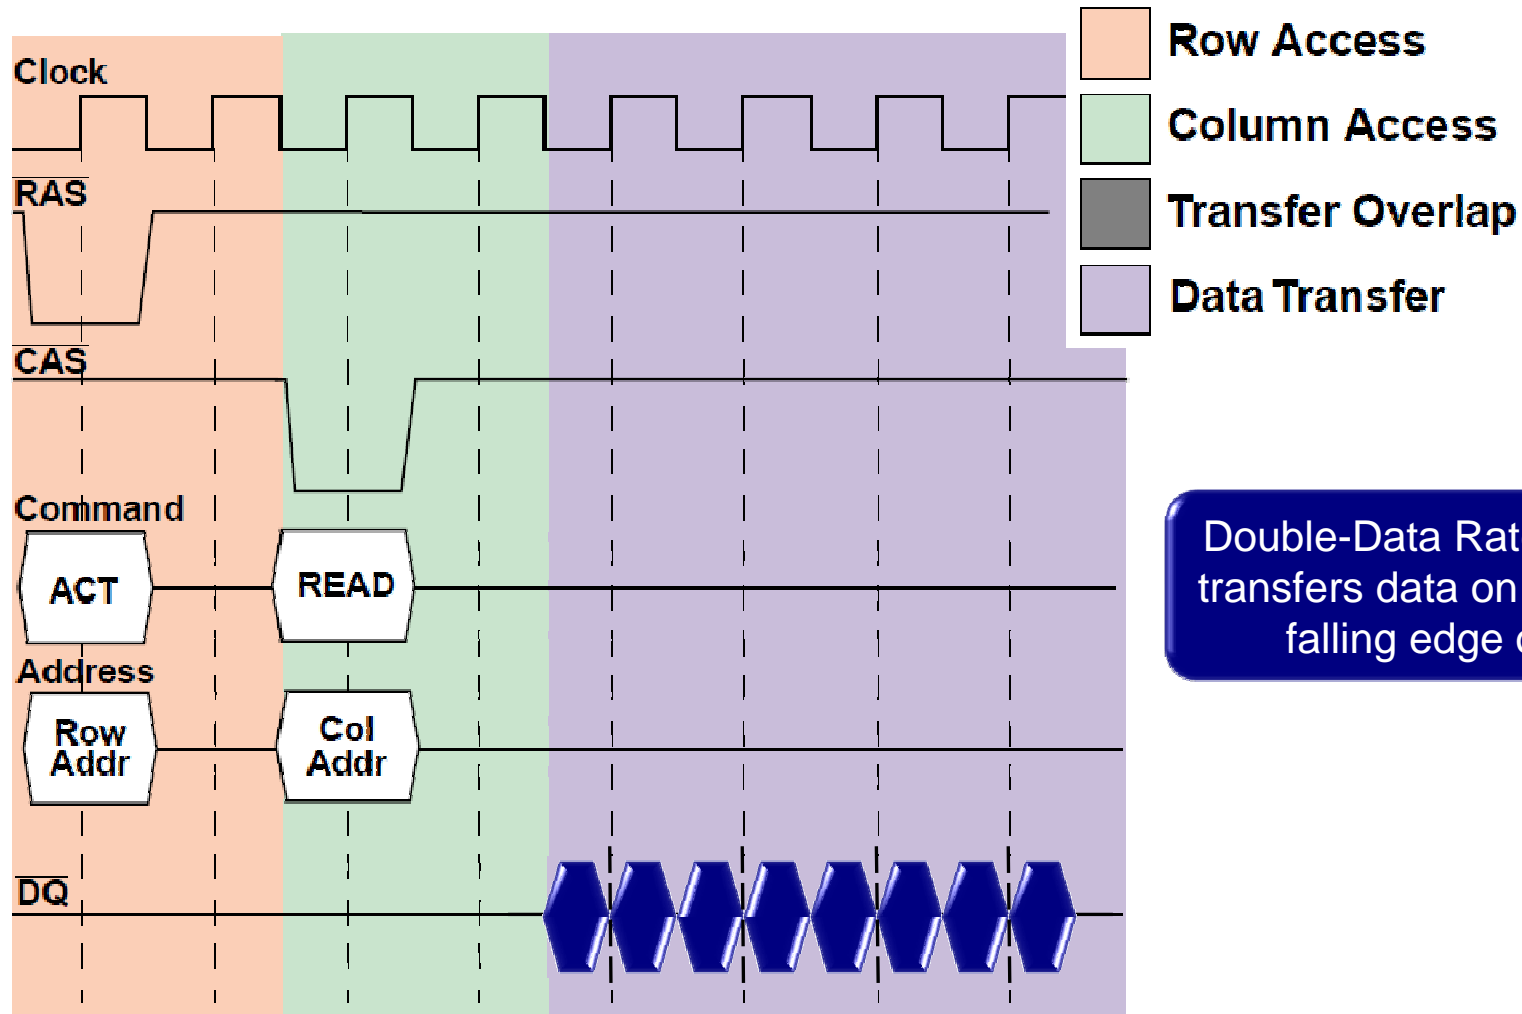 Clock
RAS
CAS
Command
ACT
READ
Address
Row
Addr
Col
Addr
DQ
Row Access
Column Access
Transfer Overlap
Data Transfer
Double-Data Rat
transfers data on
falling edge